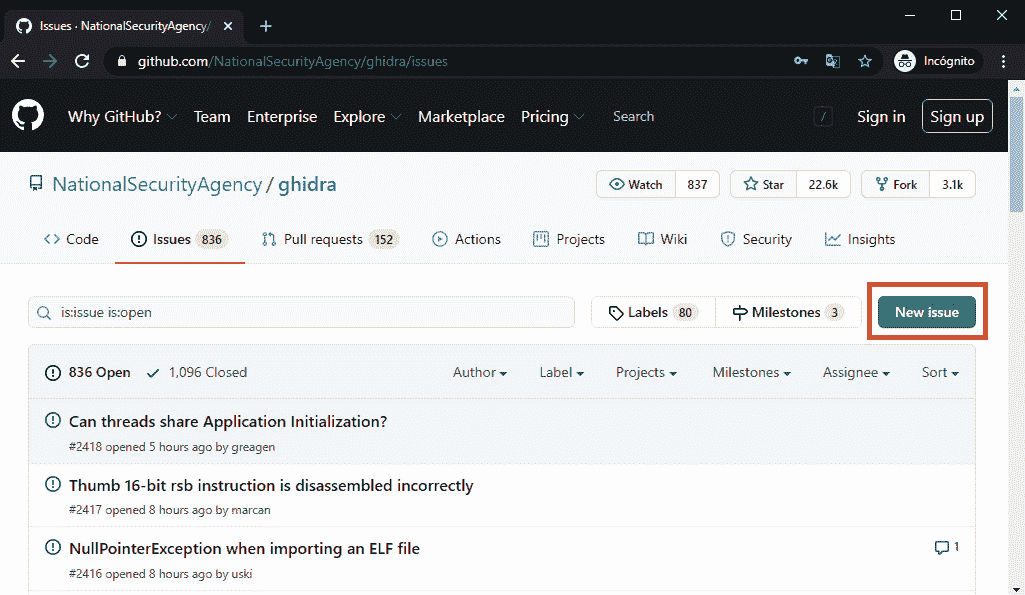 Issues · NationalSecurityAgency/
github.com/NationalSecurityAgency/ghidra/issues
Incógnito
Why GitHub? Team Enterprise Explore Marketplace Pricing Search / Sign in Sign up
NationalSecurityAgency / ghidra
Watch 837 Star 22.6k Fork 3.1k
Code Issues 836 Pull requests 152 Actions Projects Wiki Security Insights
is:issue is:open Labels 80 Milestones 3 New issue
836 Open 1,096 Closed Author Label Projects Milestones Assignee Sort
Can threads share Application Initialization?
#2418 opened 5 hours ago by greagen
Thumb 16-bit rsb instruction is disassembled incorrectly
#2417 opened 8 hours ago by marcan
NullPointerException when importing an ELF file 1
#2416 opened 8 hours ago by uski